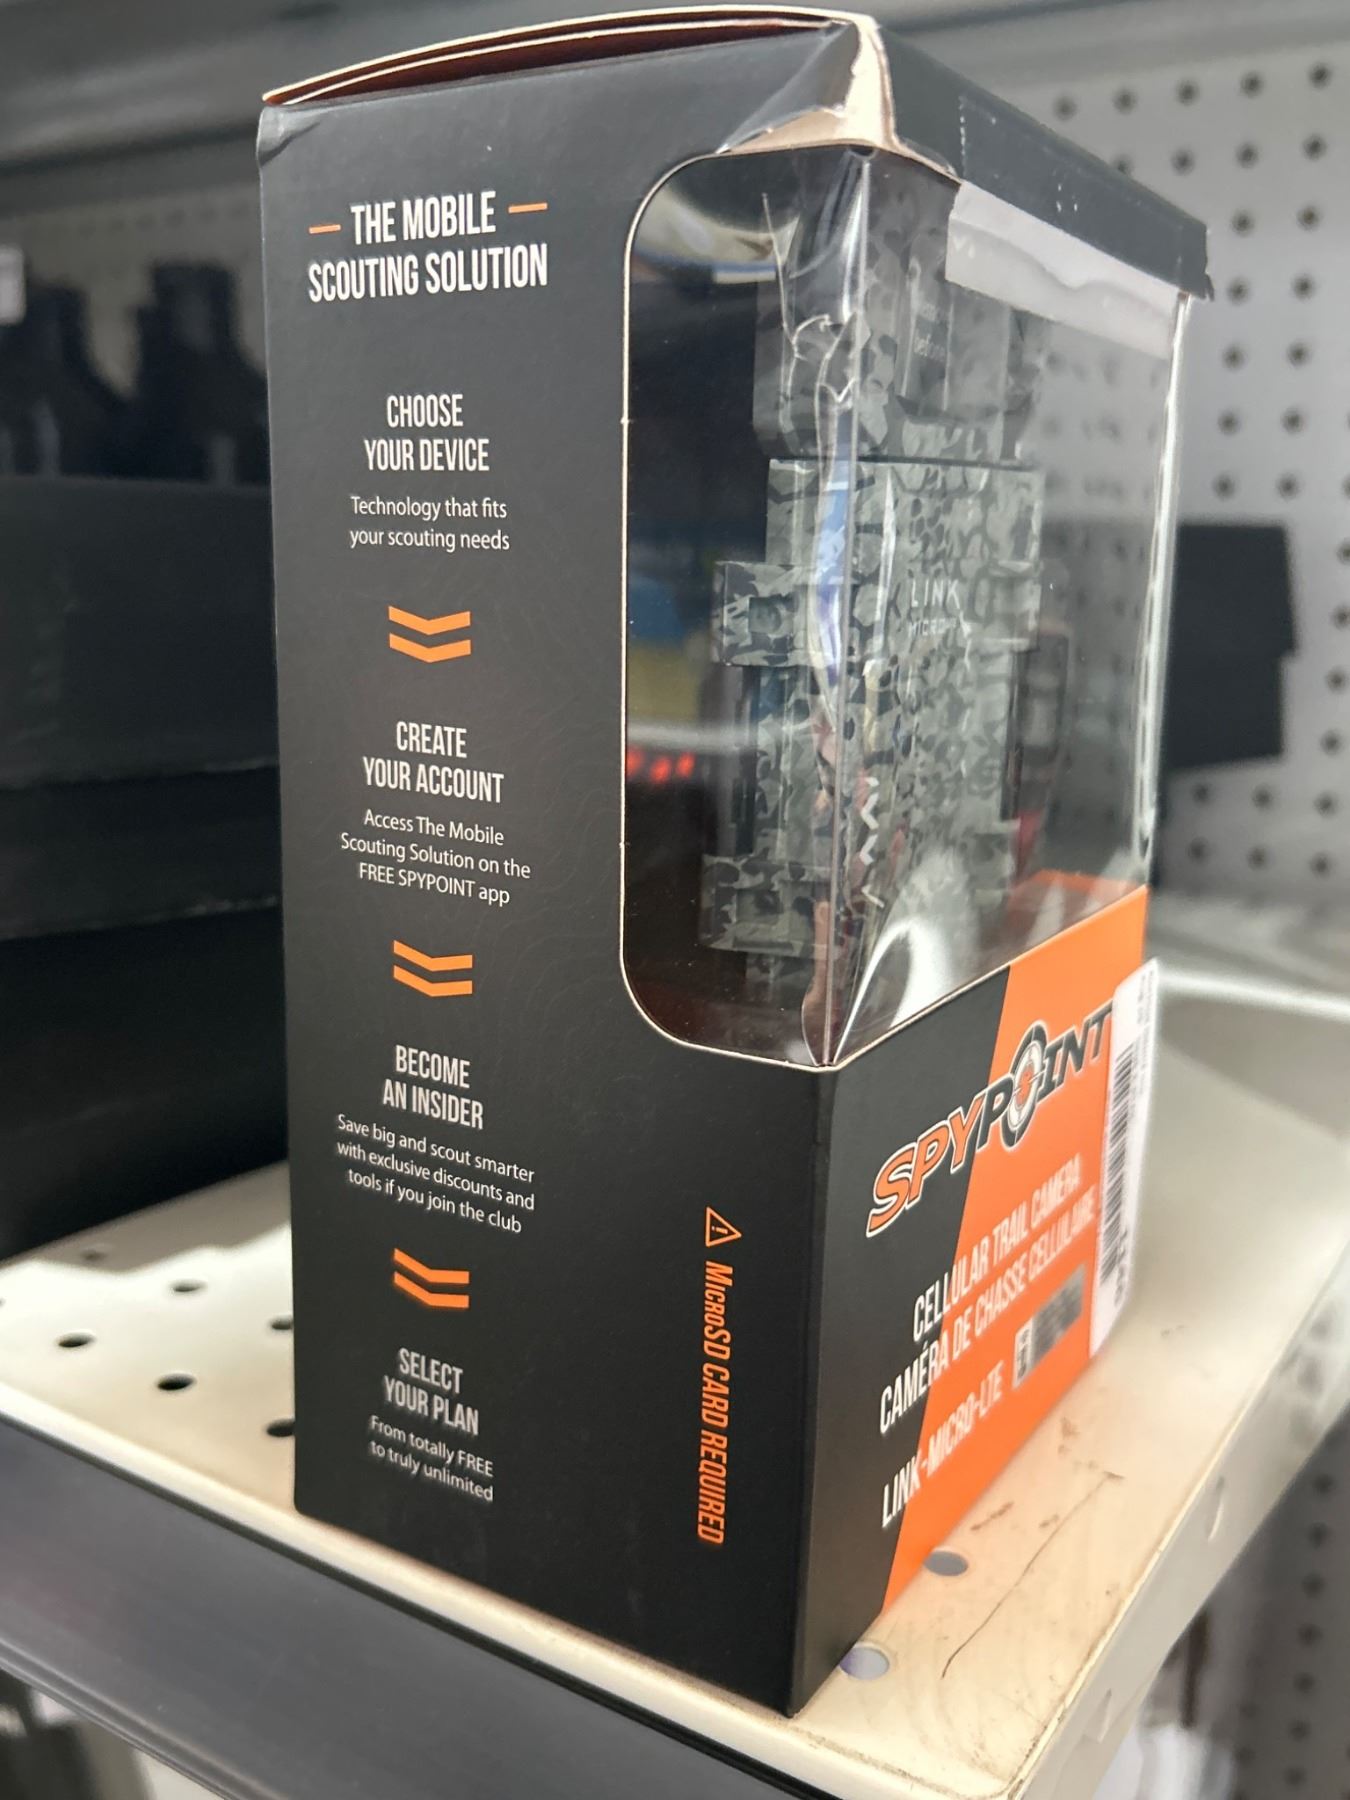 THE MOBILE
SCOUTING SOLUTION
CHOOSE
YOUR DEVICE
Technology that fits
your scouting needs
CREATE
YOUR ACCOUNT
Access The Mobile
Scouting Solution on the
FREE SPYPOINT app
BECOME
AN INSIDER
Save big and scout smarter
with exclusive discounts and
tools if you join the club
SELECT
YOUR PLAN
From totally FREE
to truly unlimited
MICROSD CARD REQUIRED
LINK
MICRO
SPYPOINT
CELLULAR TRAIL CAMERA
CAMÉRA DE CHASSE CELLULAIRE
LINK-MICRO-LTE